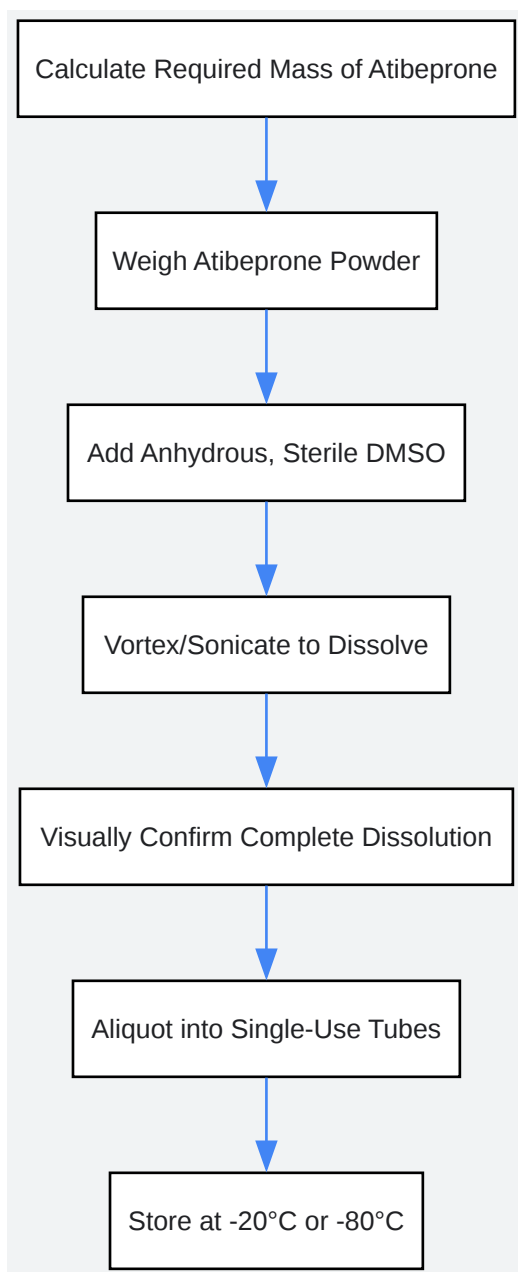 Calculate Required Mass of Atibeprone
Weigh Atibeprone Powder
Add Anhydrous, Sterile DMSO
Vortex/Sonicate to Dissolve
Visually Confirm Complete Dissolution
Aliquot into Single-Use Tubes
Store at -20°C or -80°C